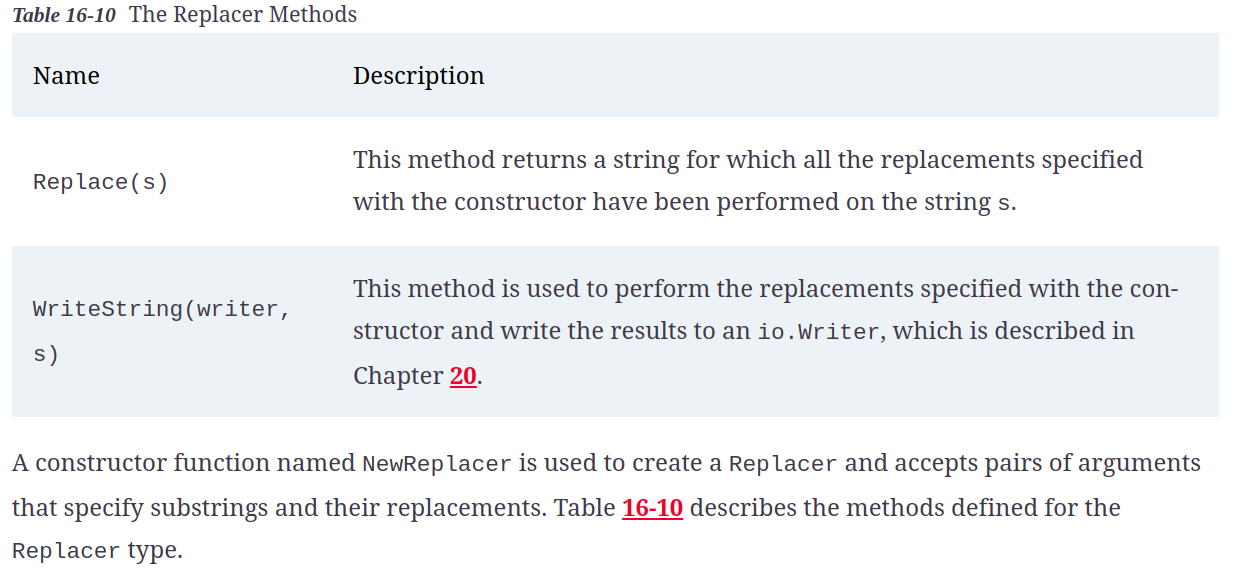 Table 16-10 The Replacer Methods
Name Description
Replace(s)
This method returns a string for which all the replacements specified
with the constructor have been performed on the string s.
WriteString(writer,
s)
This method is used to perform the replacements specified with the con-
structor and write the results to an io.Writer, which is described in
Chapter 20.
A constructor function named NewReplacer is used to create a Replacer and accepts pairs of arguments
that specify substrings and their replacements. Table 16-10 describes the methods defined for the
Replacer type.